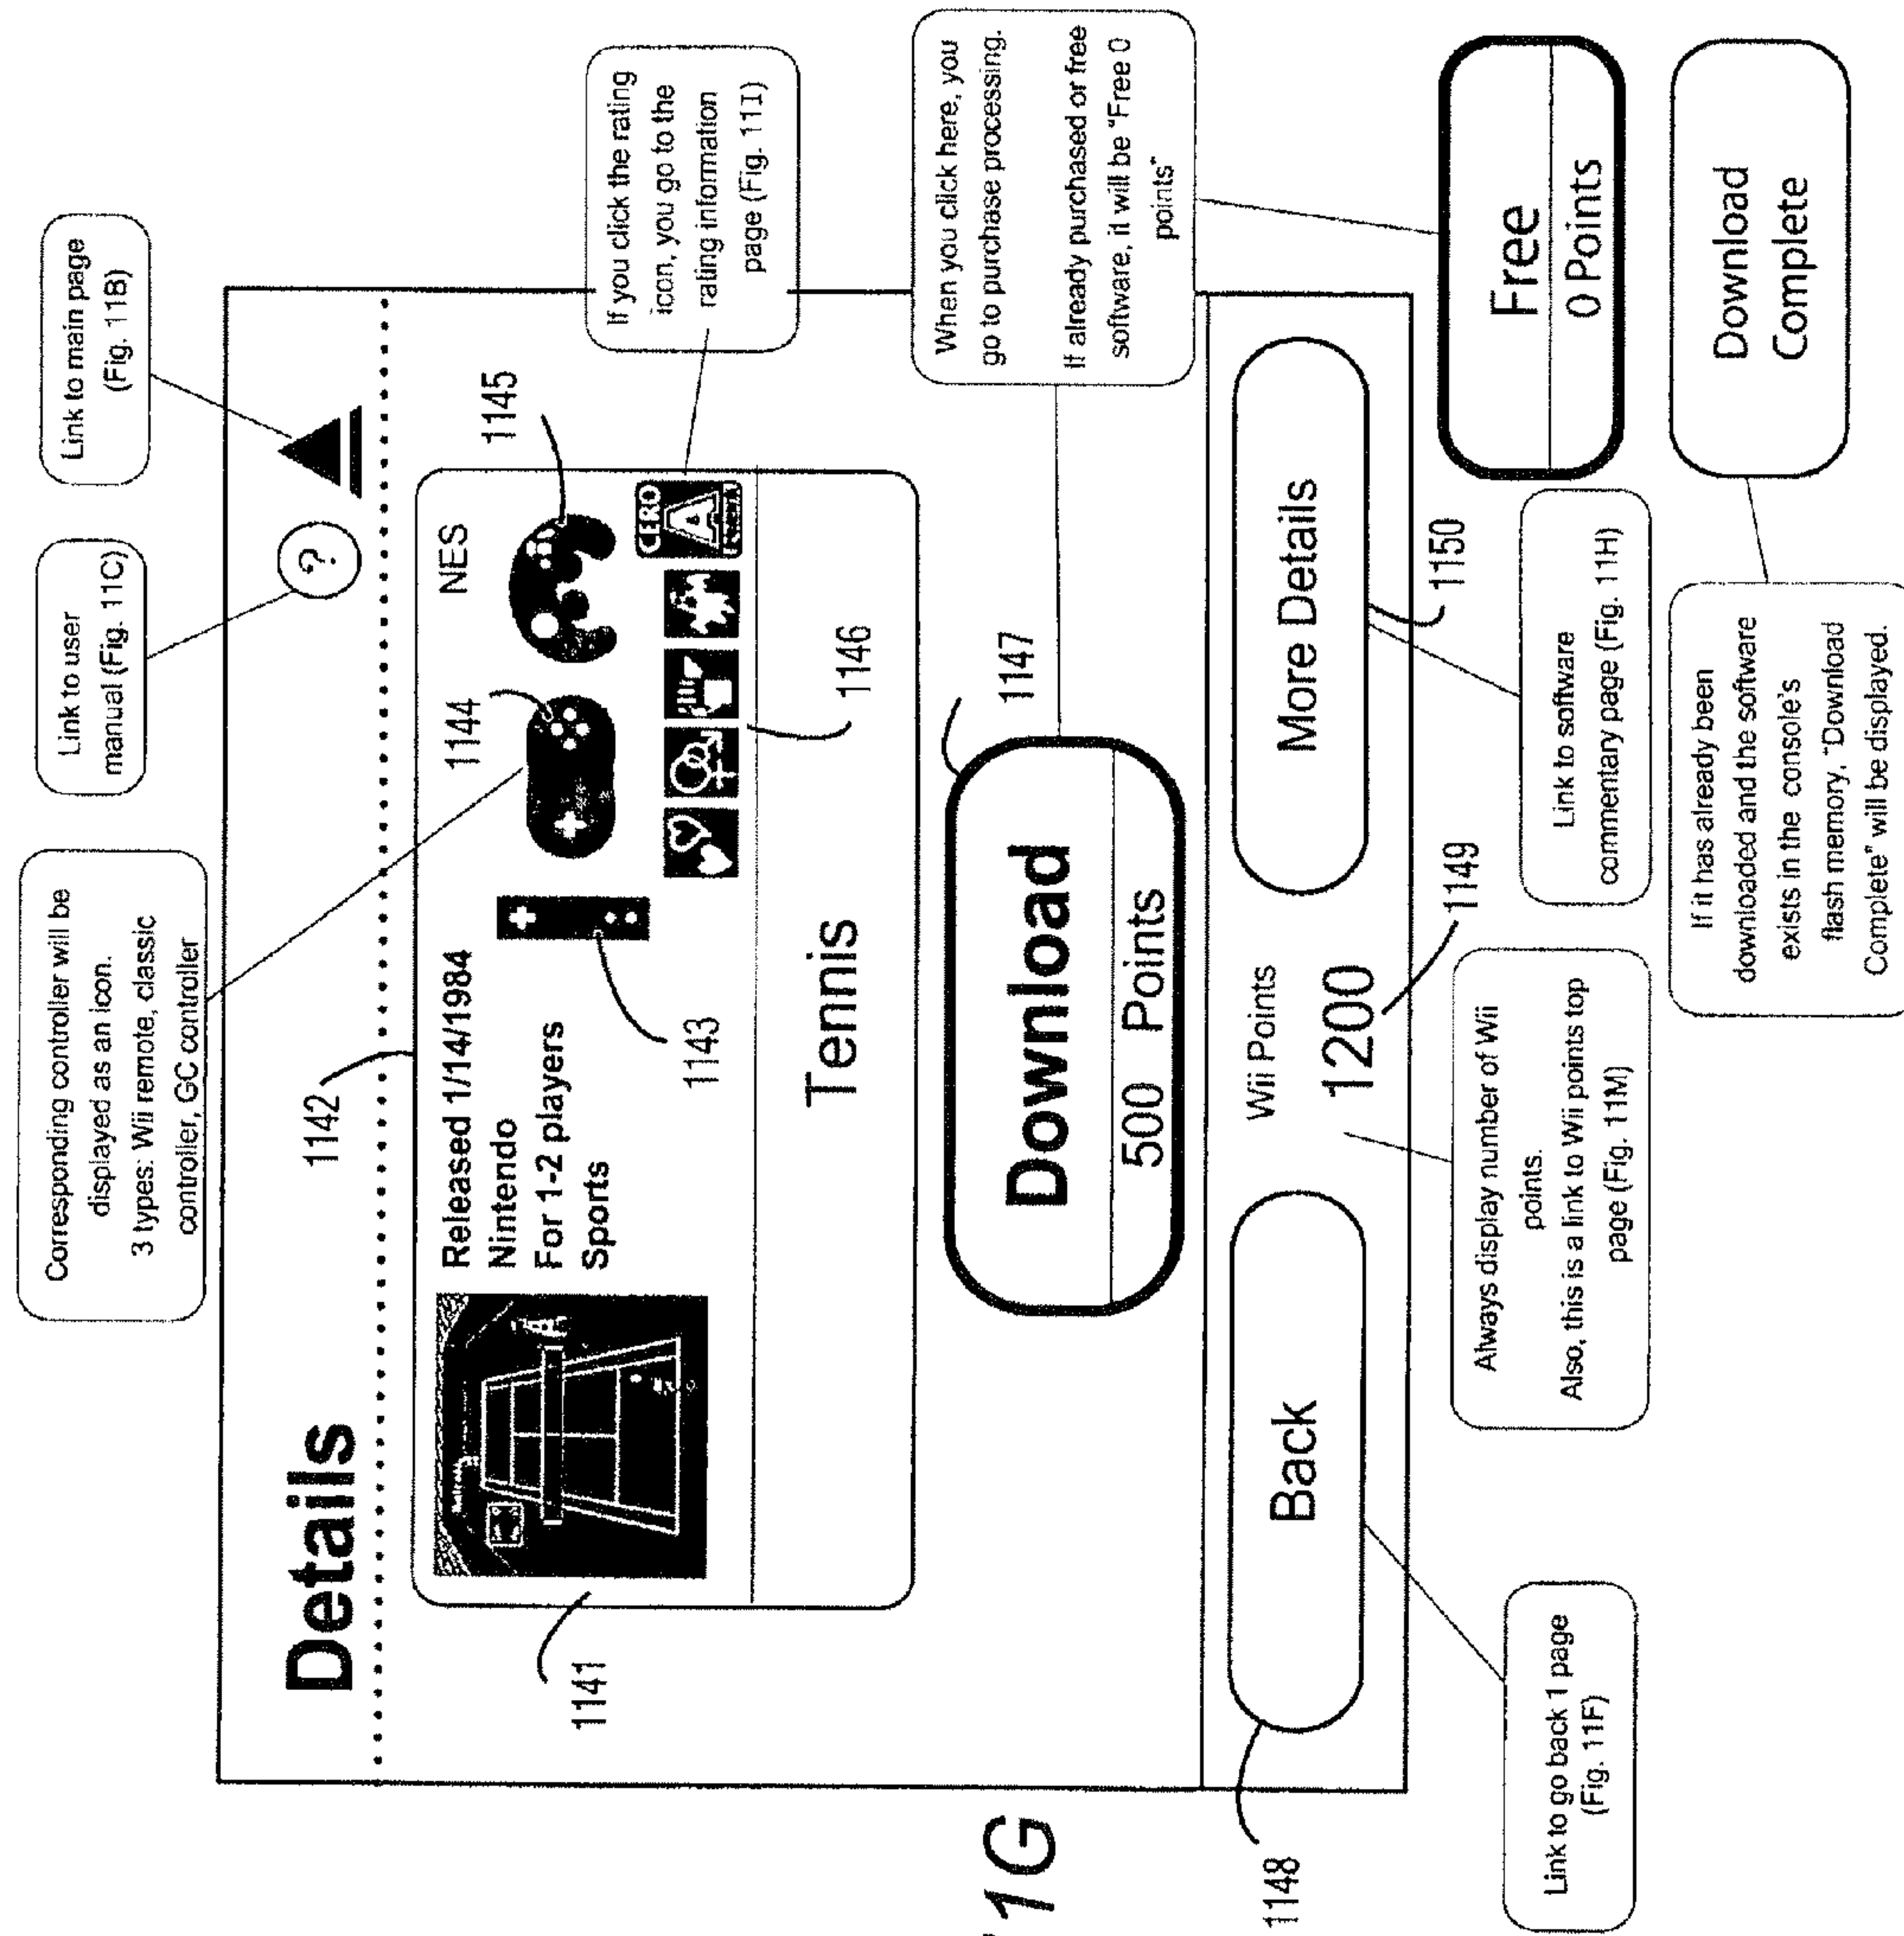 Link to user
manual (Fig. 11C)
Link to main page
(Fig. 11B)
Corresponding controller will be
displayed as an icon.
3 types: Wii remote, classic
controller, GC controller
Details
?
1142
1141
Released 1/14/1984
Nintendo
For 1-2 players
Sports
1143
1144
NES
1145
CERO
A
1146
Tennis
If you click the rating
icon, you go to the
rating information
page (Fig. 11I)
1147
Download
500 Points
When you click here, you
go to purchase processing.
If already purchased or free
software, it will be "Free 0
points"
1148
Back
Wii Points
1200
1149
More Details
1150
Link to go back 1 page
(Fig. 11F)
Always display number of Wii
points.
Also, this is a link to Wii points top
page (Fig. 11M)
Link to software
commentary page (Fig. 11H)
Free
0 Points
If it has already been
downloaded and the software
exists in the console's
flash memory, "Download
Complete" will be displayed.
Download
Complete
1G